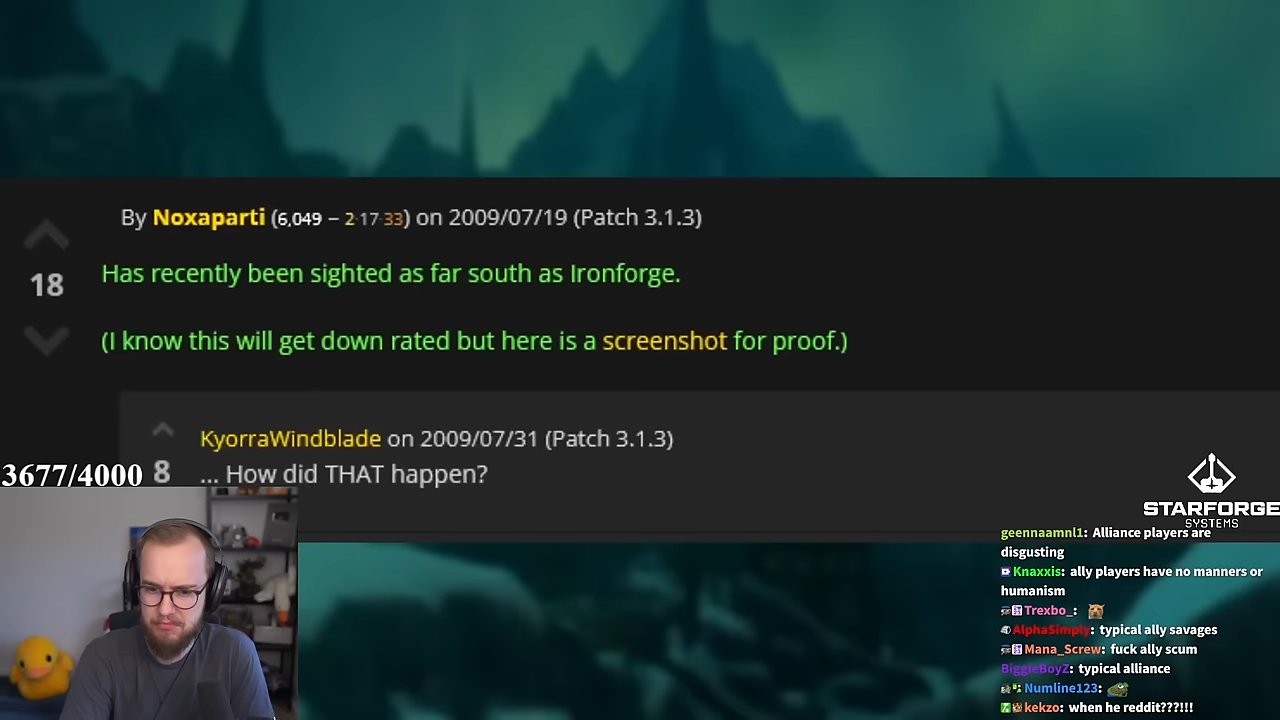 By Noxaparti (6,049 – 2·17·33) on 2009/07/19 (Patch 3.1.3)
18
Has recently been sighted as far south as Ironforge.
(I know this will get down rated but here is a screenshot for proof.)
KyorraWindblade on 2009/07/31 (Patch 3.1.3)
8
... How did THAT happen?
3677/4000
STARFORGE
SYSTEMS
geennaamnl1: Alliance players are
disgusting
Knaxxis: ally players have no manners or
humanism
Trexbo_:
AlphaSimply: typical ally savages
Mana_Screw: fuck ally scum
BiggieBoyZ: typical alliance
Numline123:
kekzo: when he reddit???!!!